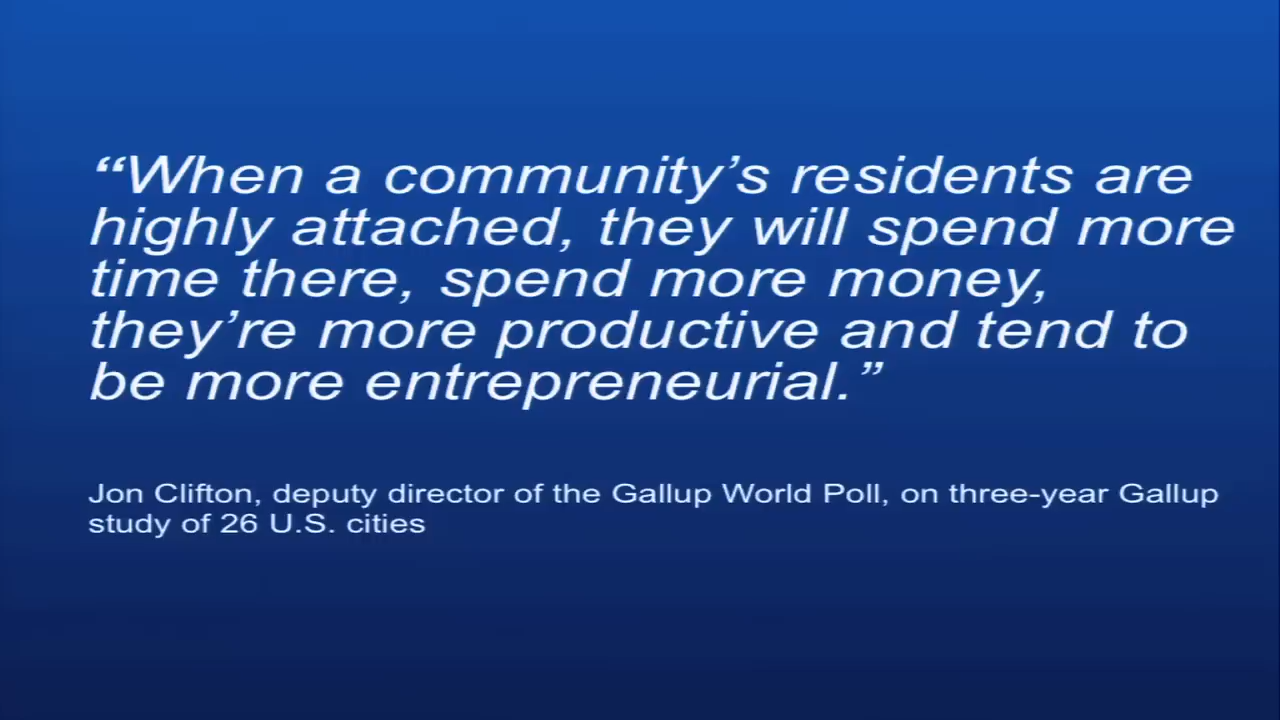 “When a community’s residents are
highly attached, they will spend more
time there, spend more money,
they’re more productive and tend to
be more entrepreneurial.”
Jon Clifton, deputy director of the Gallup World Poll, on three-year Gallup
study of 26 U.S. cities